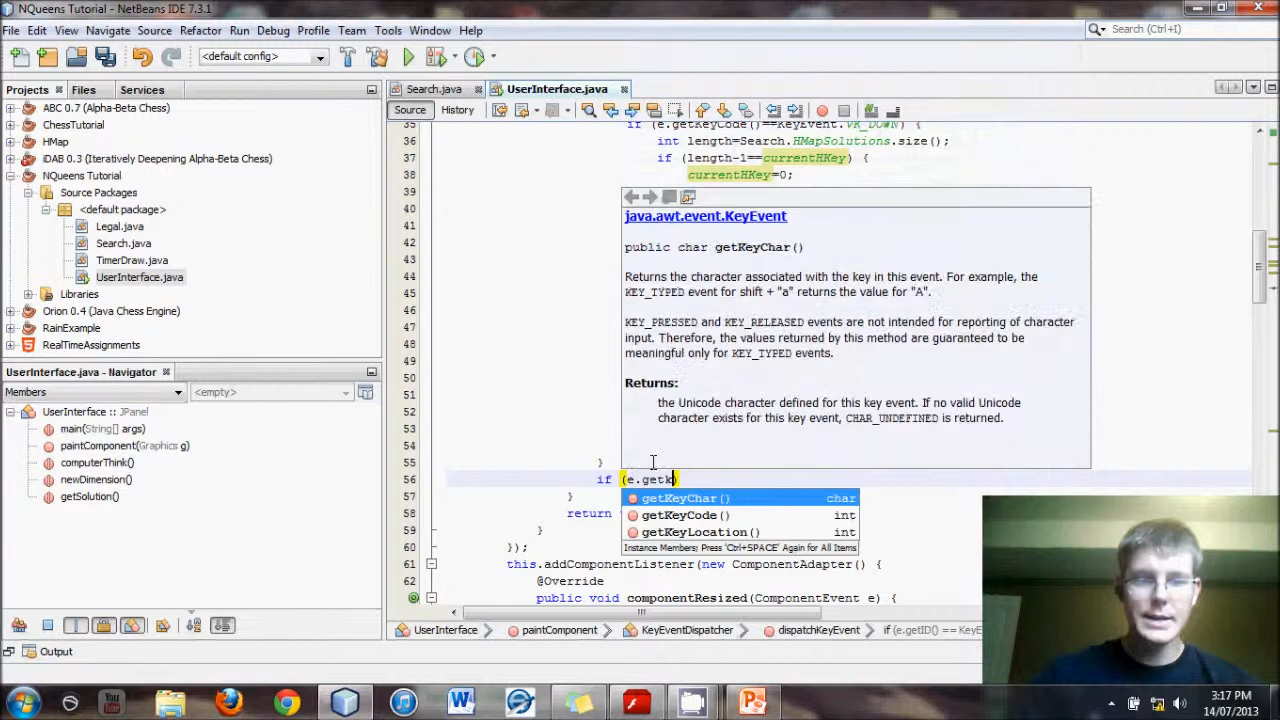 NQueens Tutorial - NetBeans IDE 7.3.1
File Edit View Navigate Source Refactor Run Debug Profile Team Tools Window Help
Search (Ctrl+I)
<default config>
Projects Files Services
Search.java UserInterface.java
ABC 0.7 (Alpha-Beta Chess)
ChessTutorial
HMap
iDAB 0.3 (Iteratively Deepening Alpha-Beta Chess)
NQueens Tutorial
Source Packages
<default package>
Legal.java
Search.java
TimerDraw.java
UserInterface.java
Libraries
Orion 0.4 (Java Chess Engine)
RainExample
RealTimeAssignments
UserInterface.java - Navigator
Members <empty>
UserInterface :: JPanel
main(String[] args)
paintComponent(Graphics g)
computerThink()
newDimension()
getSolution()
Source History
35 if (e.getKeyCode()==KeyEvent.VK_DOWN) {
36 int length=Search.HMapSolutions.size();
37 if (length-1==currentHKey) {
38 currentHKey=0;
39
40
41
42
43
44
45
46
47
48
49
50
51
52
53
54
55 }
56 if (e.getk)
57 }
58 return
59 }
60 });
61 this.addComponentListener(new ComponentAdapter() {
62 @Override
public void componentResized(ComponentEvent e) {
java.awt.event.KeyEvent
public char getKeyChar()
Returns the character associated with the key in this event. For example, the
KEY_TYPED event for shift + "a" returns the value for "A".
KEY_PRESSED and KEY_RELEASED events are not intended for reporting of character
input. Therefore, the values returned by this method are guaranteed to be
meaningful only for KEY_TYPED events.
Returns:
the Unicode character defined for this key event. If no valid Unicode
character exists for this key event, CHAR_UNDEFINED is returned.
getKeyChar() char
getKeyCode() int
getKeyLocation() int
Instance Members; Press 'Ctrl+SPACE' Again for All Items
UserInterface paintComponent KeyEventDispatcher dispatchKeyEvent if (e.getID() ==
Output
3:17 PM
14/07/2013